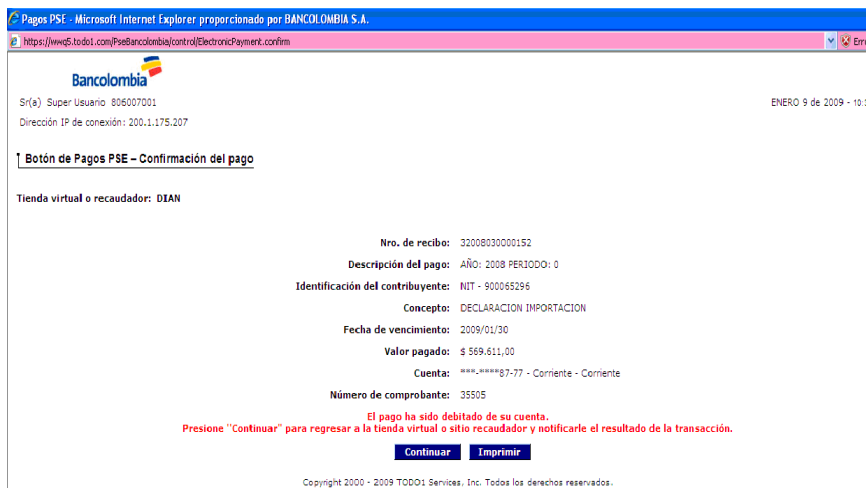 Pagos PSE - Microsoft Internet Explorer proporcionado por BANCOLOMBIA S.A.
https://wwq5.todo1.com/PseBancolombia/control/ElectronicPayment.confirm
Bancolombia
Sr(a) Super Usuario 806007001
ENERO 9 de 2009 -
Dirección IP de conexión: 200.1.175.207
Botón de Pagos PSE – Confirmación del pago
Tienda virtual o recaudador: DIAN
Nro. de recibo: 32008030000152
Descripción del pago: AÑO: 2008 PERIODO: 0
Identificación del contribuyente: NIT - 900065296
Concepto: DECLARACION IMPORTACION
Fecha de vencimiento: 2009/01/30
Valor pagado: $ 569.611,00
Cuenta: ***-****87-77 - Corriente - Corriente
Número de comprobante: 35505
El pago ha sido debitado de su cuenta.
Presione "Continuar" para regresar a la tienda virtual o sitio recaudador y notificarle el resultado de la transacción.
Continuar Imprimir
Copyright 2000 - 2009 TODO1 Services, Inc. Todos los derechos reservados.